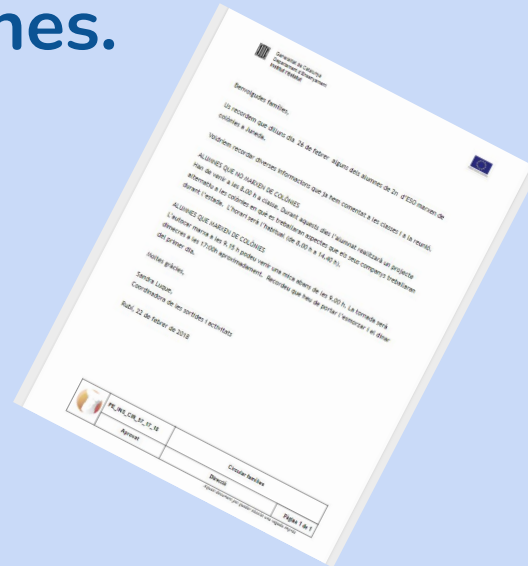 nes.
Generalitat de Catalunya
Departament d'Ensenyament
Benvolgudes famílies,
Us recordem que dilluns dia 26 de febrer alguns dels alumnes de 2n d'ESO marxen de
colònies a Juneda.
Voldríem recordar diverses informacions que ja hem comentat a les classes i a la reunió.
ALUMNES QUE NO MARXEN DE COLÒNIES
Han de venir a les 8.00 h a classe. Durant aquests dies l'alumnat realitzarà un projecte
alternatiu a les colònies en què es treballaran aspectes que els seus companys treballaran
durant l'estada. L'horari serà l'habitual (de 8.00 h a 14.40 h).
ALUMNES QUE MARXEN DE COLÒNIES
L'autocar marxa a les 9.15 h podeu venir una mica abans de les 9.00 h. La tornada serà
dimecres a les 17:00h aproximadament. Recordeu que heu de portar l'esmorzar i el dinar
del primer dia.
Moltes gràcies,
Sandra Luque,
Coordinadora de les sortides i activitats
Rubí, 22 de febrer de 2018
Circular famílies
Aprovat
Direcció
Pàgina 1 de 1